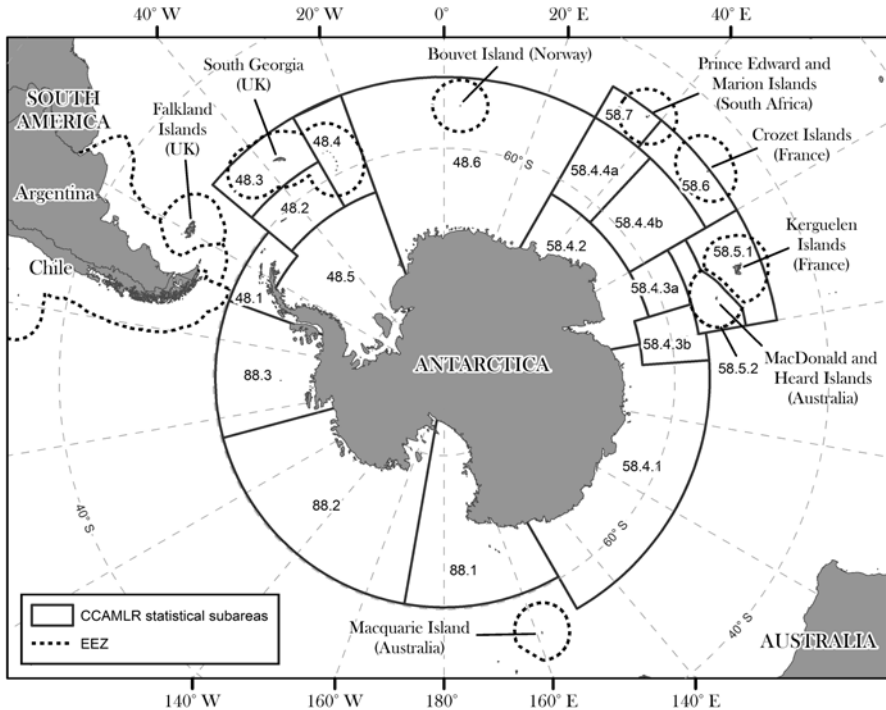 40° W
20° W
0°
20° E
40° E
South Georgia
(UK)
Bouvet Island (Norway)
Prince Edward and
Marion Islands
(South Africa)
SOUTH
AMERICA
Falkland
Islands
(UK)
58.7
Crozet Islands
(France)
48.4
48.3
48.6
60° S
58.4.4a
58.6
Argentina
48.2
58.4.4b
Kerguelen
Islands
(France)
58.4.2
58.5.1
Chile
48.5
58.4.3a
48.1
58.4.3b
ANTARCTICA
58.5.2
MacDonald and
Heard Islands
(Australia)
88.3
58.4.1
88.2
40° S
60° S
88.1
CCAMLR statistical subareas
EEZ
Macquarie Island
(Australia)
40° S
AUSTRALIA
140° W
160° W
180°
160° E
140° E